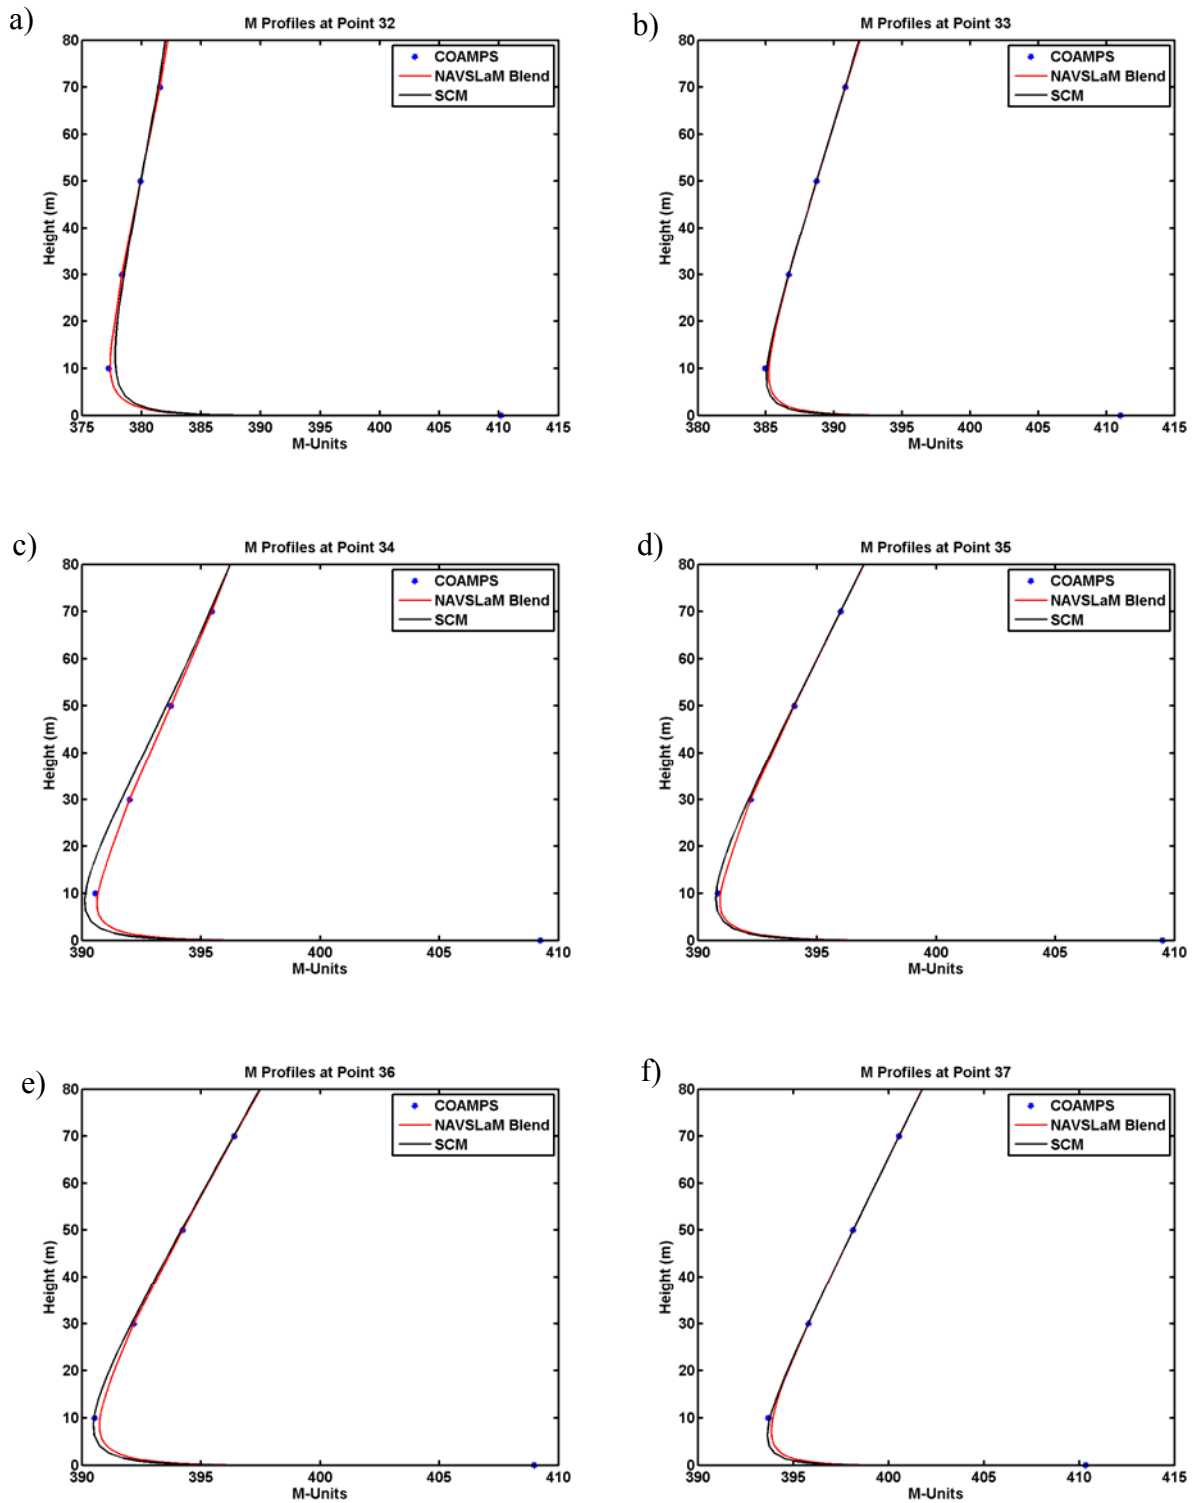 a)
M Profiles at Point 32
80
70
60
50
40
30
20
10
0
Height (m)
COAMPS
NAVSLaM Blend
SCM
375 380 385 390 395 400 405 410 415
M-Units
b)
M Profiles at Point 33
80
70
60
50
40
30
20
10
0
Height (m)
COAMPS
NAVSLaM Blend
SCM
380 385 390 395 400 405 410 415
M-Units
c)
M Profiles at Point 34
80
70
60
50
40
30
20
10
0
Height (m)
COAMPS
NAVSLaM Blend
SCM
390 395 400 405 410
M-Units
d)
M Profiles at Point 35
80
70
60
50
40
30
20
10
0
Height (m)
COAMPS
NAVSLaM Blend
SCM
390 395 400 405 410
M-Units
e)
M Profiles at Point 36
80
70
60
50
40
30
20
10
0
Height (m)
COAMPS
NAVSLaM Blend
SCM
390 395 400 405 410
M-Units
f)
M Profiles at Point 37
80
70
60
50
40
30
20
10
0
Height (m)
COAMPS
NAVSLaM Blend
SCM
390 395 400 405 410 415
M-Units